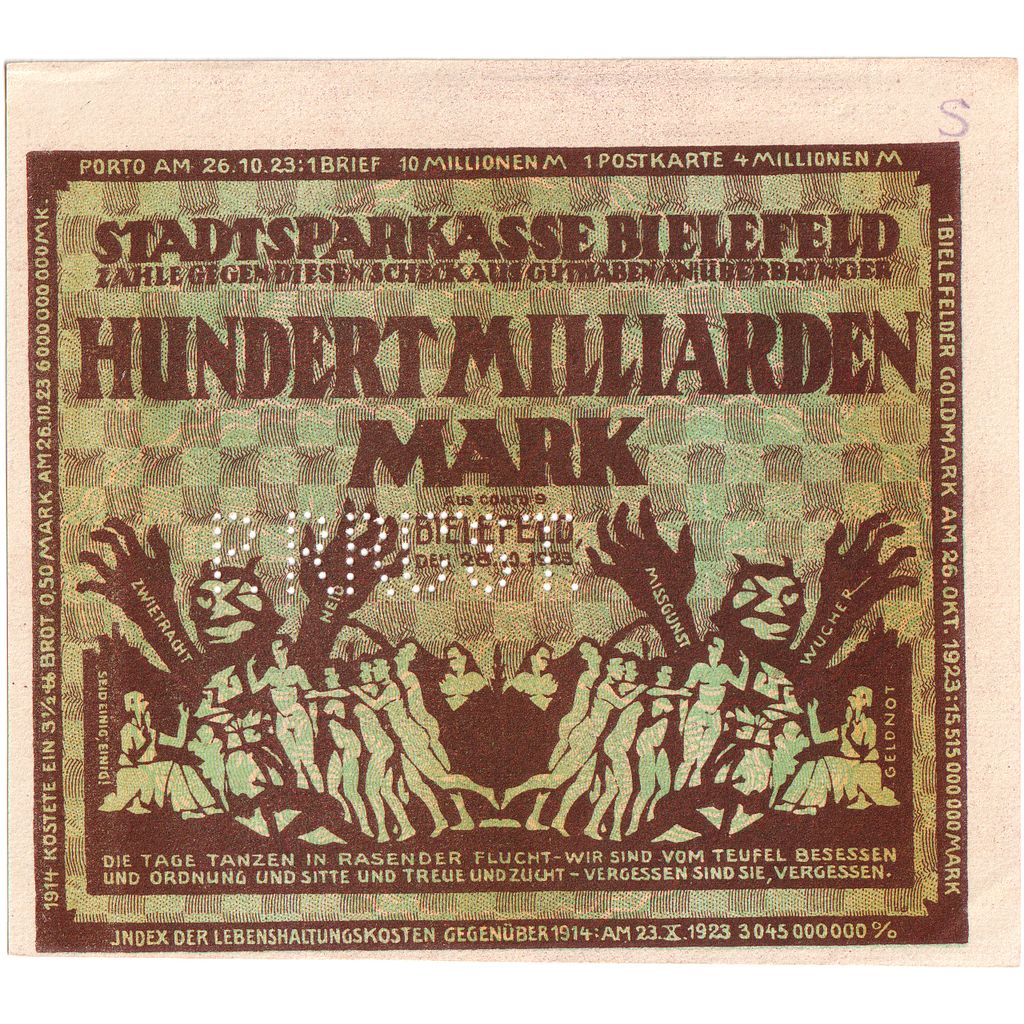 S
PORTO AM 26.10.23: 1 BRIEF 10 MILLIONEN M 1 POSTKARTE 4 MILLIONEN M
STADTSPARKASSE BIELEFELD
ZAHLE GEGEN DIESEN SCHECK AUS GUTHABEN AN ÜBERBRINGER
HUNDERT MILLIARDEN
MARK
AUS CONTO 9
BIELEFELD,
ZWIETRACHT
NEID
MISSGUNST
WUCHER
SEID EINIG, EINIG!
GELDNOT
DIE TAGE TANZEN IN RASENDER FLUCHT - WIR SIND VOM TEUFEL BESESSEN
UND ORDNUNG UND SITTE UND TREUE UND ZUCHT - VERGESSEN SIND SIE, VERGESSEN.
JNDEX DER LEBENSHALTUNGSKOSTEN GEGENÜBER 1914: AM 23. X. 1923 3 045 000 000 %
1914 KOSTETE EIN 3 1/2 ℔ BROT 0,50 MARK AM 26.10.23 6 000 000 000 MK.
1 BIELEFELDER GOLDMARK AM 26. OKT. 1923: 15 515 000 000 MARK